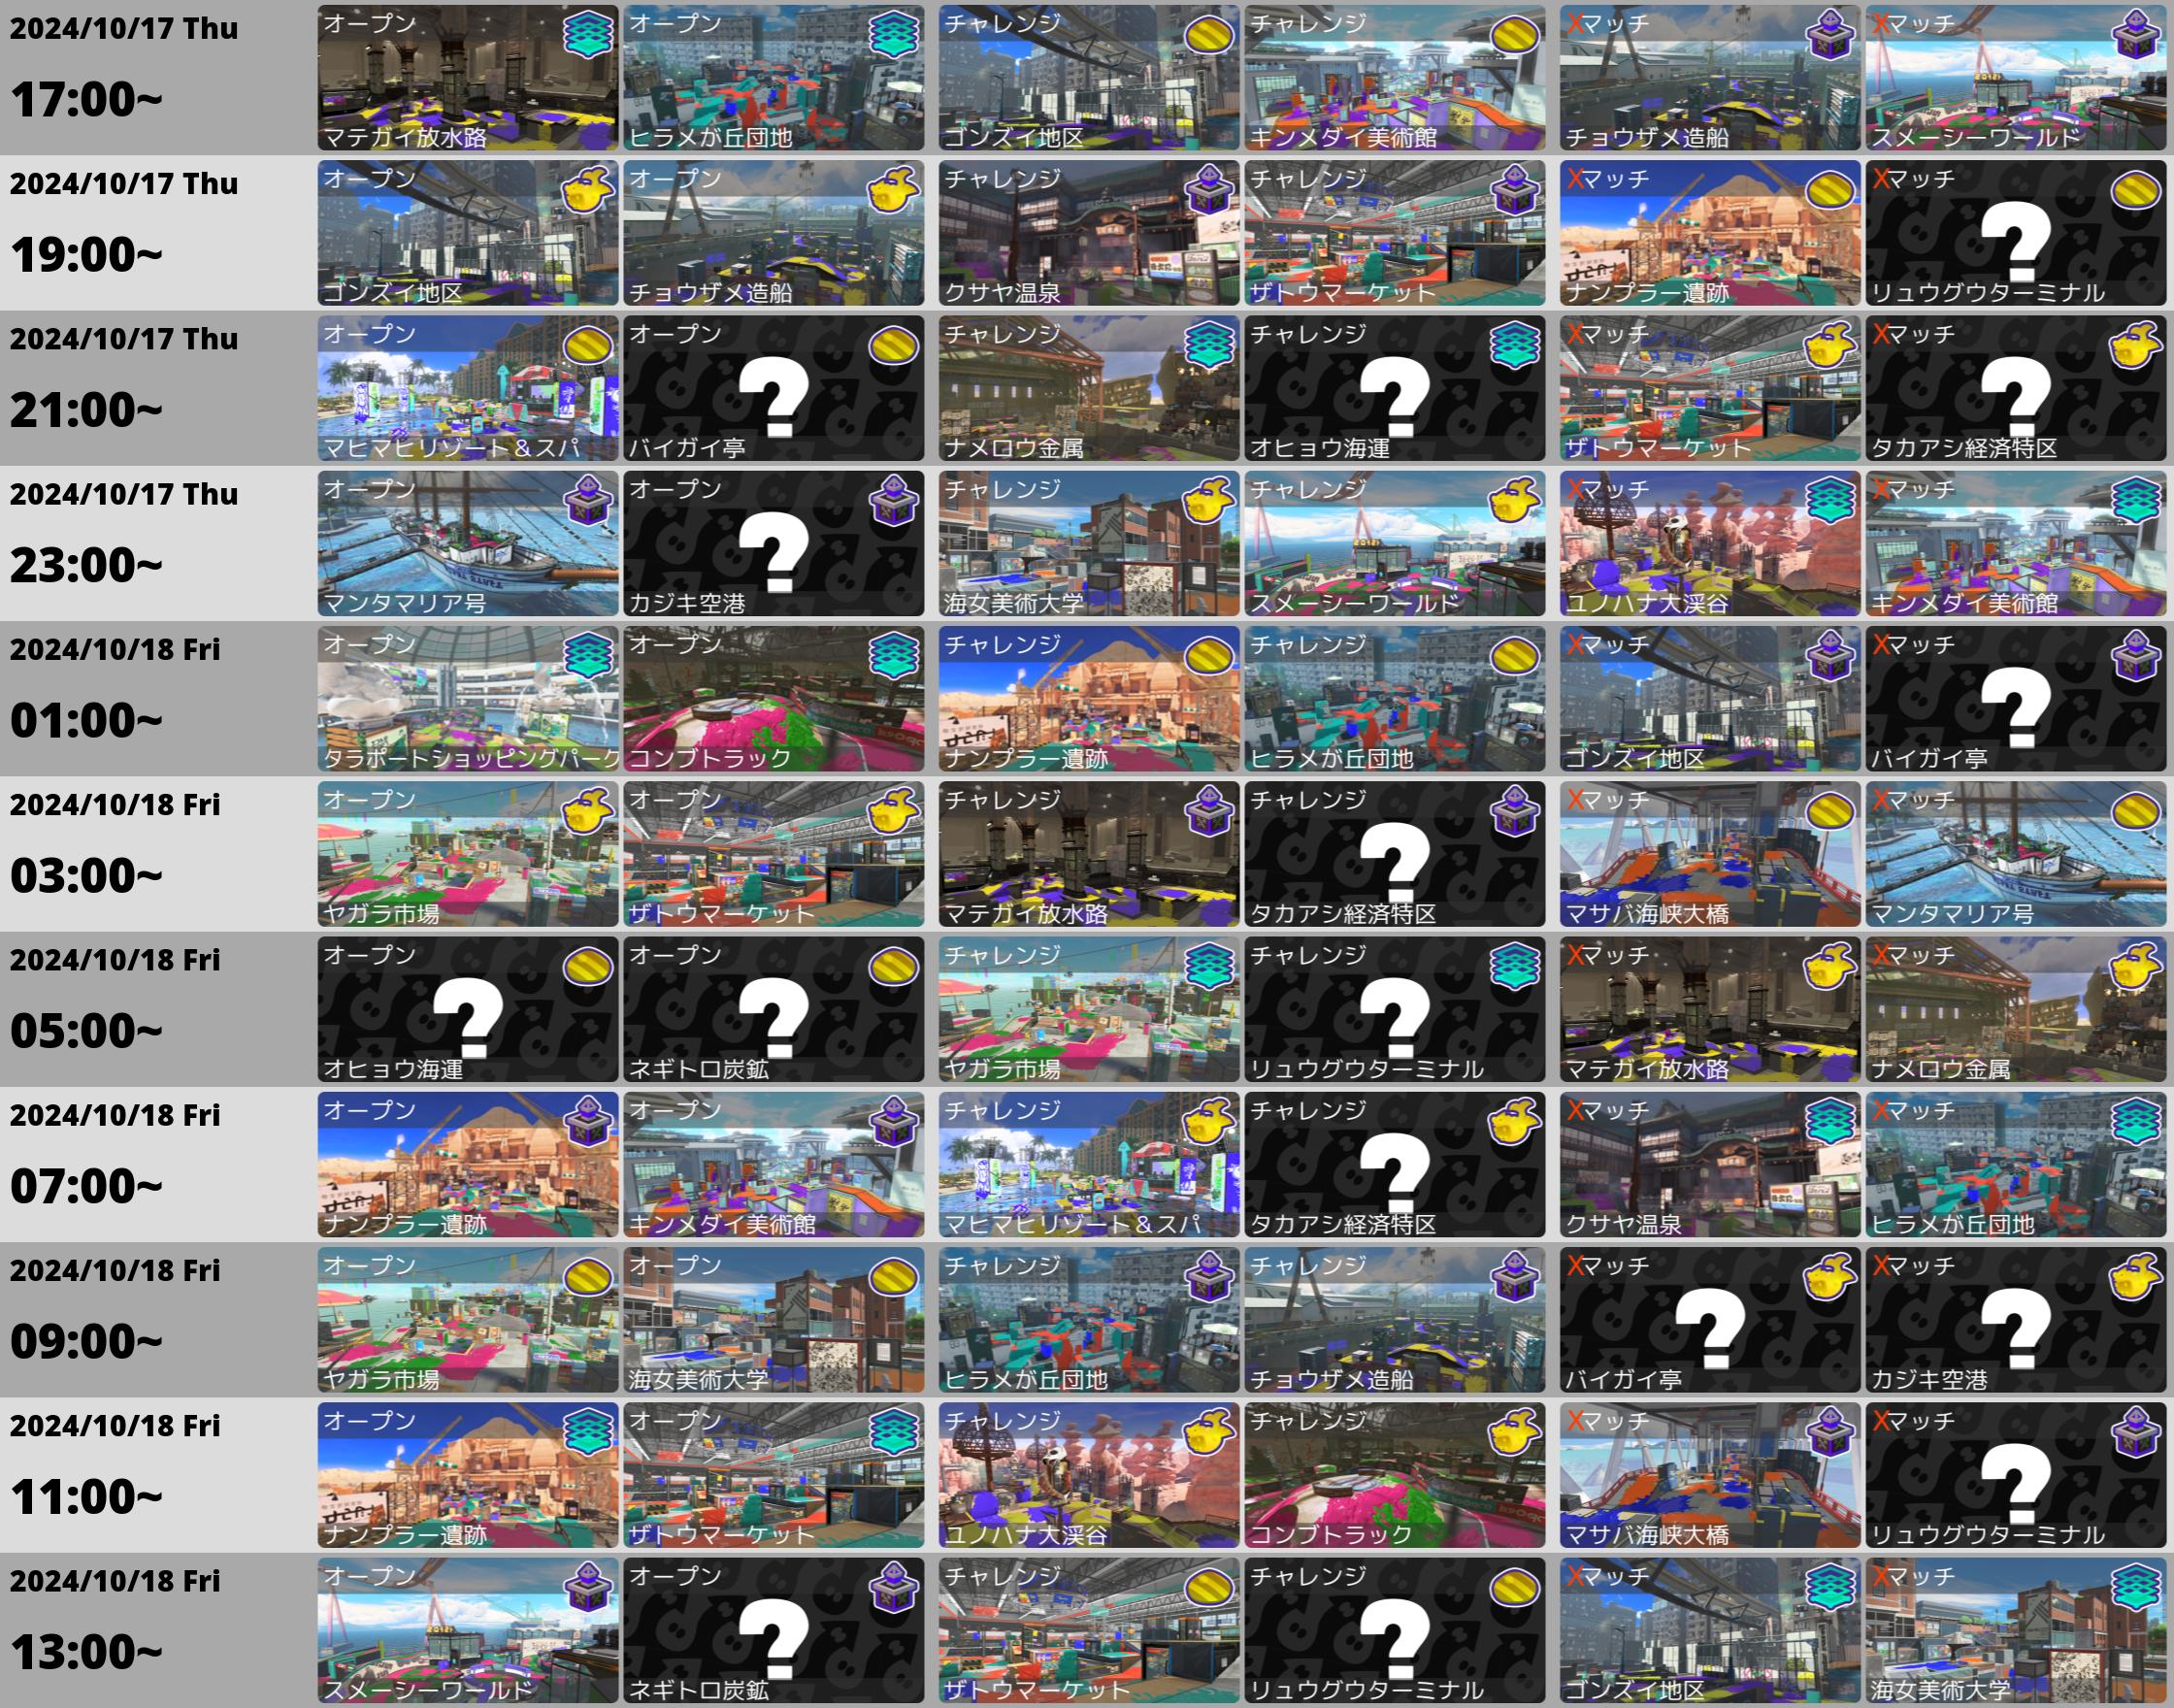 2024/10/17 Thu
17:00~
オープン オープン チャレンジ チャレンジ Xマッチ Xマッチ
マテガイ放水路 ヒラメが丘団地 ゴンズイ地区 キンメダイ美術館 チョウザメ造船 スメーシーワールド
2024/10/17 Thu
19:00~
オープン オープン チャレンジ チャレンジ Xマッチ Xマッチ
ゴンズイ地区 チョウザメ造船 クサヤ温泉 ザトウマーケット ナンプラー遺跡 リュウグウターミナル
2024/10/17 Thu
21:00~
オープン オープン チャレンジ チャレンジ Xマッチ Xマッチ
マヒマヒリゾート&スパ バイガイ亭 ナメロウ金属 オヒョウ海運 ザトウマーケット タカアシ経済特区
2024/10/17 Thu
23:00~
オープン オープン チャレンジ チャレンジ Xマッチ Xマッチ
マンタマリア号 カジキ空港 海女美術大学 スメーシーワールド ユノハナ大渓谷 キンメダイ美術館
2024/10/18 Fri
01:00~
オープン オープン チャレンジ チャレンジ Xマッチ Xマッチ
タラポートショッピングパーク コンブトラック ナンプラー遺跡 ヒラメが丘団地 ゴンズイ地区 バイガイ亭
2024/10/18 Fri
03:00~
オープン オープン チャレンジ チャレンジ Xマッチ Xマッチ
ヤガラ市場 ザトウマーケット マテガイ放水路 タカアシ経済特区 マサバ海峡大橋 マンタマリア号
2024/10/18 Fri
05:00~
オープン オープン チャレンジ チャレンジ Xマッチ Xマッチ
オヒョウ海運 ネギトロ炭鉱 ヤガラ市場 リュウグウターミナル マテガイ放水路 ナメロウ金属
2024/10/18 Fri
07:00~
オープン オープン チャレンジ チャレンジ Xマッチ Xマッチ
ナンプラー遺跡 キンメダイ美術館 マヒマヒリゾート&スパ タカアシ経済特区 クサヤ温泉 ヒラメが丘団地
2024/10/18 Fri
09:00~
オープン オープン チャレンジ チャレンジ Xマッチ Xマッチ
ヤガラ市場 海女美術大学 ヒラメが丘団地 チョウザメ造船 バイガイ亭 カジキ空港
2024/10/18 Fri
11:00~
オープン オープン チャレンジ チャレンジ Xマッチ Xマッチ
ナンプラー遺跡 ザトウマーケット ユノハナ大渓谷 コンブトラック マサバ海峡大橋 リュウグウターミナル
2024/10/18 Fri
13:00~
オープン オープン チャレンジ チャレンジ Xマッチ Xマッチ
スメーシーワールド ネギトロ炭鉱 ザトウマーケット リュウグウターミナル ゴンズイ地区 海女美術大学